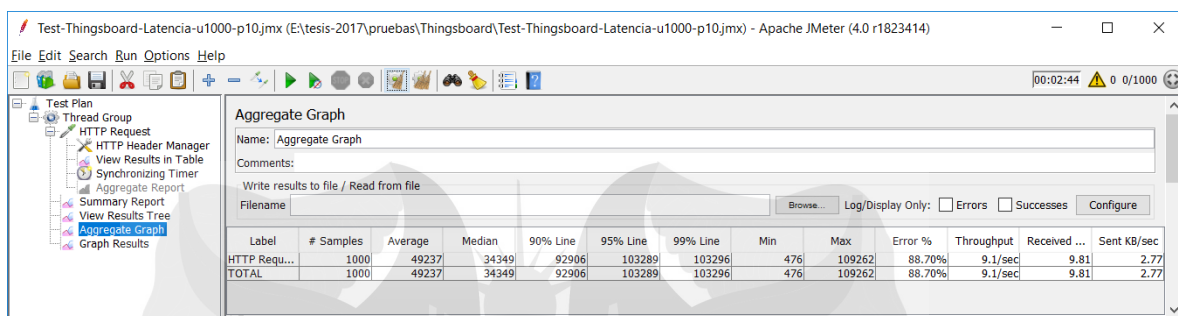 Test-Thingsboard-Latencia-u1000-p10.jmx (E:\tesis-2017\pruebas\Thingsboard\Test-Thingsboard-Latencia-u1000-p10.jmx) - Apache JMeter (4.0 r1823414)
File Edit Search Run Options Help
00:02:44 0 0/1000
Test Plan
Thread Group
HTTP Request
HTTP Header Manager
View Results in Table
Synchronizing Timer
Aggregate Report
Summary Report
View Results Tree
Aggregate Graph
Graph Results
Aggregate Graph
Name: Aggregate Graph
Comments:
Write results to file / Read from file
Filename Browse... Log/Display Only: Errors Successes Configure
Label # Samples Average Median 90% Line 95% Line 99% Line Min Max Error % Throughput Received ... Sent KB/sec
HTTP Requ... 1000 49237 34349 92906 103289 103296 476 109262 88.70% 9.1/sec 9.81 2.77
TOTAL 1000 49237 34349 92906 103289 103296 476 109262 88.70% 9.1/sec 9.81 2.77